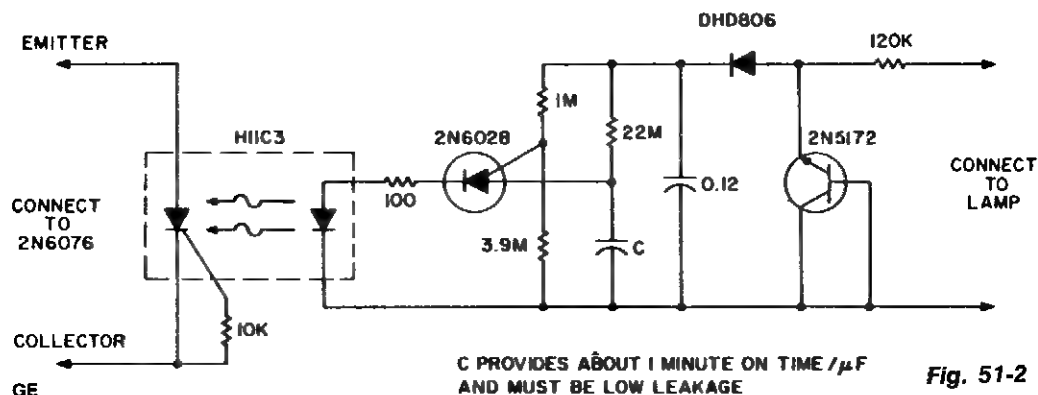 DHD806
EMITTER
120K
1M
H11C3
2N6028
22M
2N5172
CONNECT
TO
2N6076
100
0.12
CONNECT
TO
LAMP
3.9M
C
10K
COLLECTOR
GE
C PROVIDES ABOUT 1 MINUTE ON TIME/µF
AND MUST BE LOW LEAKAGE
Fig. 51-2